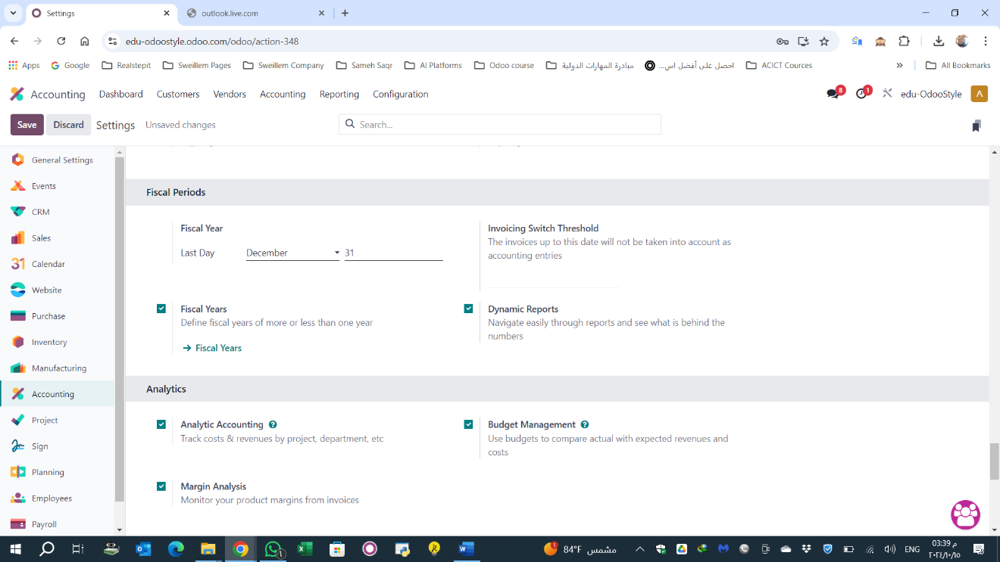 Settings
outlook.live.com
edu-odoostyle.odoo.com/odoo/action-348
Apps
Google
Realstepit
Sweillem Pages
Sweillem Company
Sameh Saqr
AI Platforms
Odoo course
مبادرة المهارات الدولية
احصل على أفضل اس...
ACICT Cources
All Bookmarks
Accounting
Dashboard
Customers
Vendors
Accounting
Reporting
Configuration
8
1
edu-OdooStyle
A
Save
Discard
Settings
Unsaved changes
Search...
General Settings
Events
CRM
Sales
31
Calendar
Website
Purchase
Inventory
Manufacturing
Accounting
Project
Sign
Planning
Employees
Payroll
Fiscal Periods
Fiscal Year
Last Day
December
31
Invoicing Switch Threshold
The invoices up to this date will not be taken into account as
accounting entries
Fiscal Years
Define fiscal years of more or less than one year
Fiscal Years
Dynamic Reports
Navigate easily through reports and see what is behind the
numbers
Analytics
Analytic Accounting ?
Track costs & revenues by project, department, etc
Budget Management ?
Use budgets to compare actual with expected revenues and
costs
Margin Analysis
Monitor your product margins from invoices
1
84°F
مشمس
ENG
03:39 م
٢٠٢٤/١٠/١٥